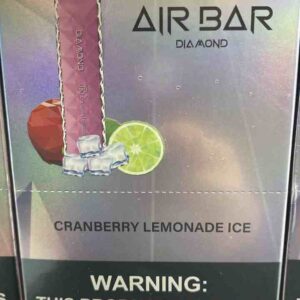 AIR BAR
DIAMOND
CRANBERRY LEMONADE ICE
WARNING: